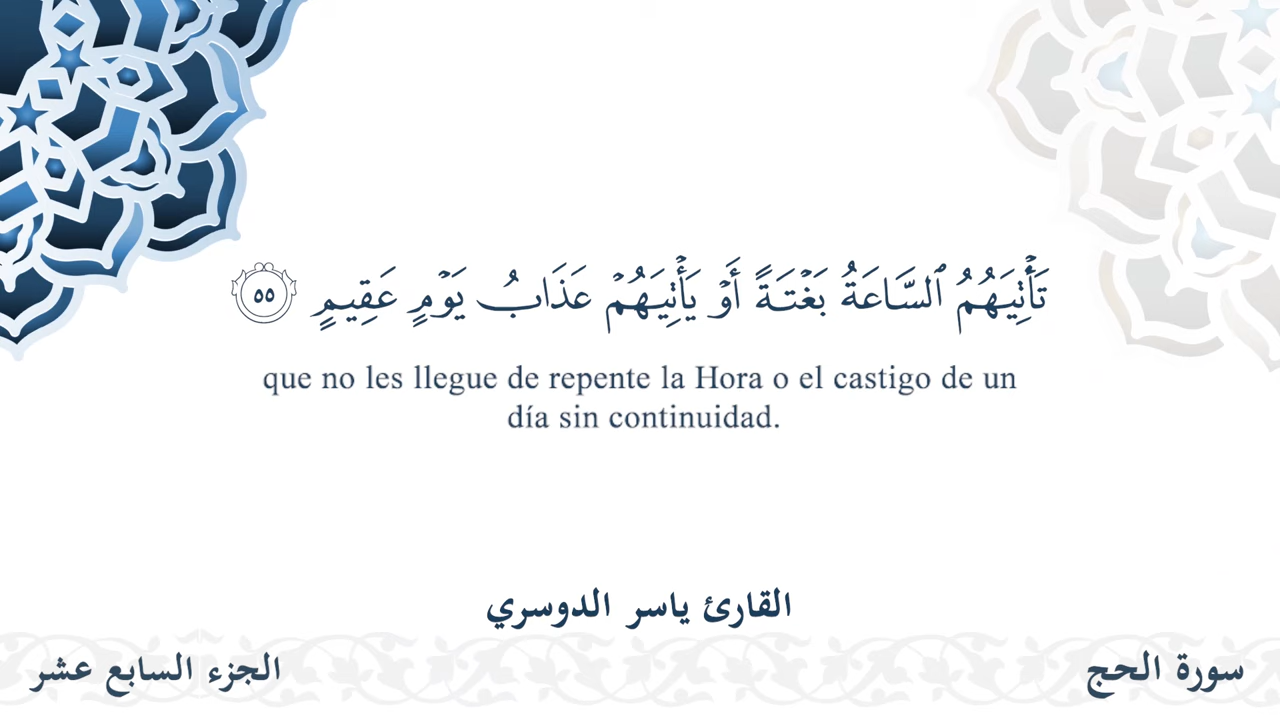 تَأۡتِيَهُمُ ٱلسَّاعَةُ بَغۡتَةً أَوۡ يَأۡتِيَهُمۡ عَذَابُ يَوۡمٍ عَقِيمٍ ٥٥
que no les llegue de repente la Hora o el castigo de un
día sin continuidad.
القارئ ياسر الدوسري
سورة الحج
الجزء السابع عشر